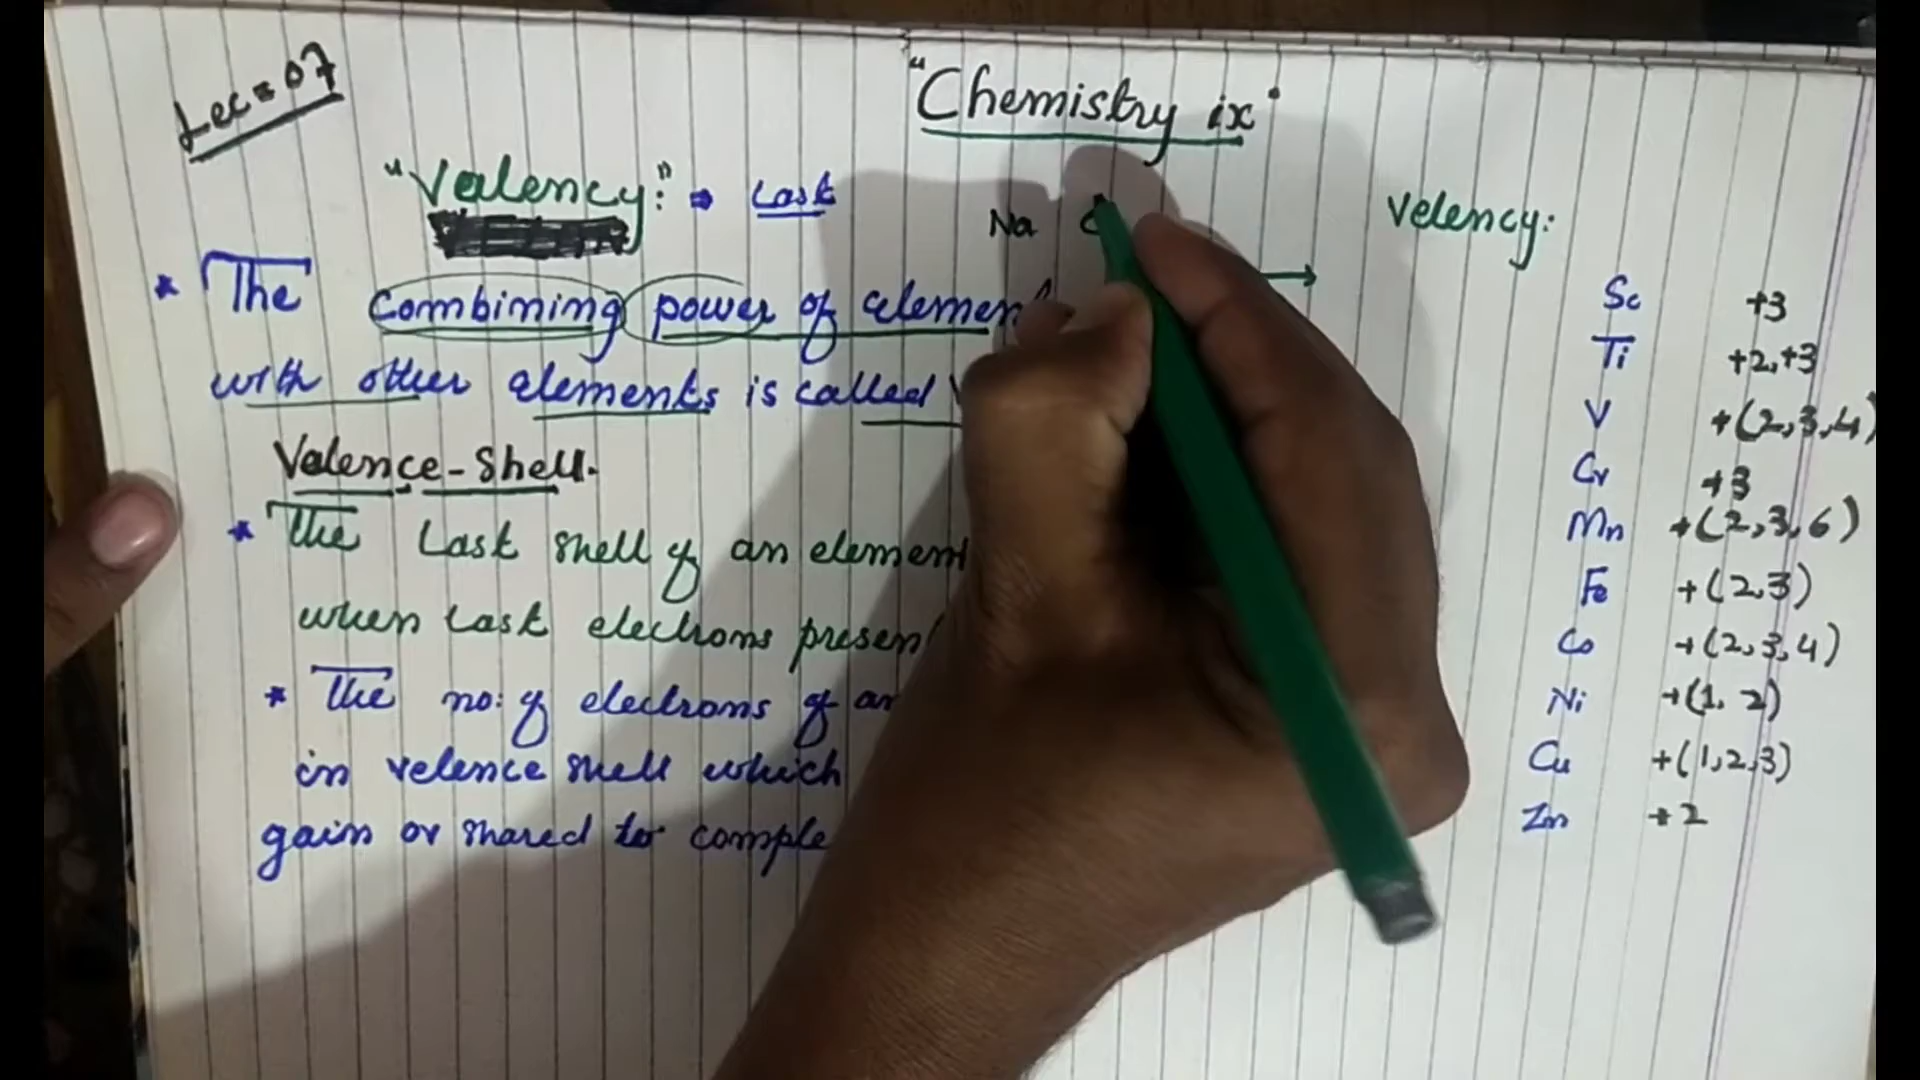 Lec = 07
"Chemistry ix"
"Valency:" ⇒ Last
Na
* The combining power of elemen
with other elements is called
Valence-Shell.
* The Last shell of an element
when Last electrons presen
* The no: of electrons of an
in velence shell which
gain or shared to comple
→ Velency:
Sc +3
Ti +2,+3
V +(2,3,4)
Cr +3
Mn +(2,3,6)
Fe +(2,3)
Co +(2,3,4)
Ni +(1, 2)
Cu +(1,2,3)
Zn +2